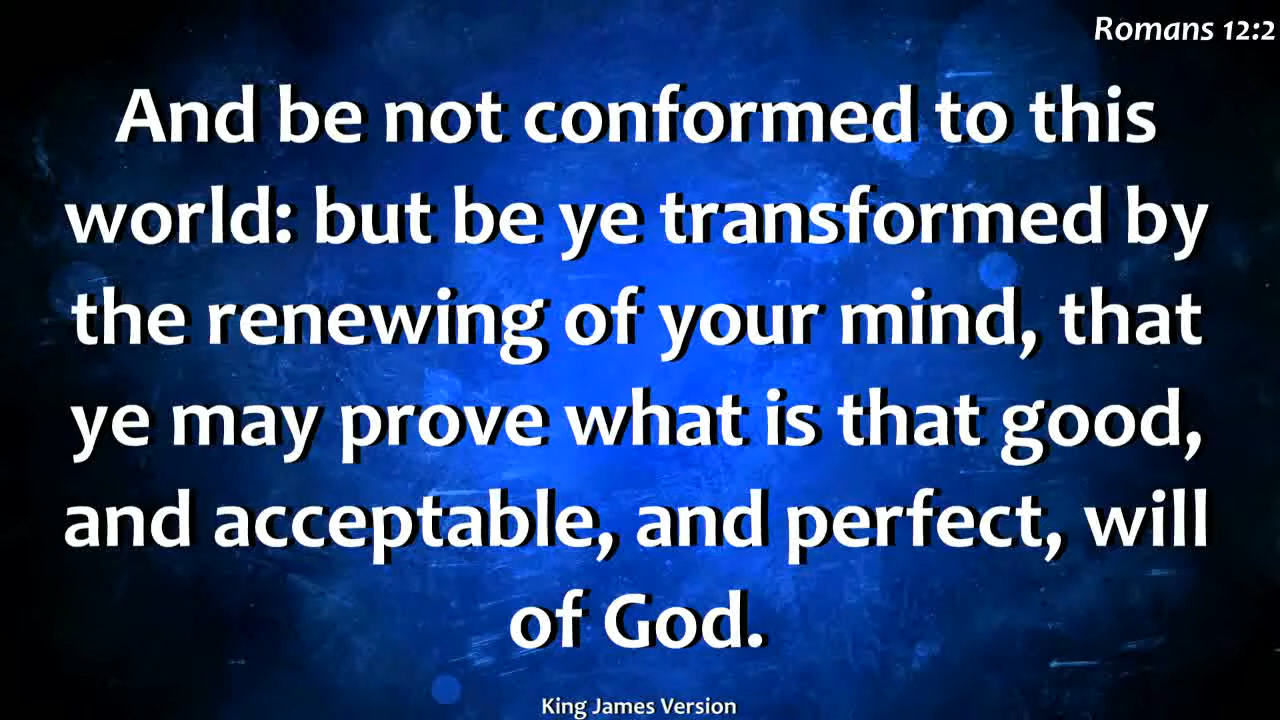 Romans 12:2
And be not conformed to this
world: but be ye transformed by
the renewing of your mind, that
ye may prove what is that good,
and acceptable, and perfect, will
of God.
King James Version